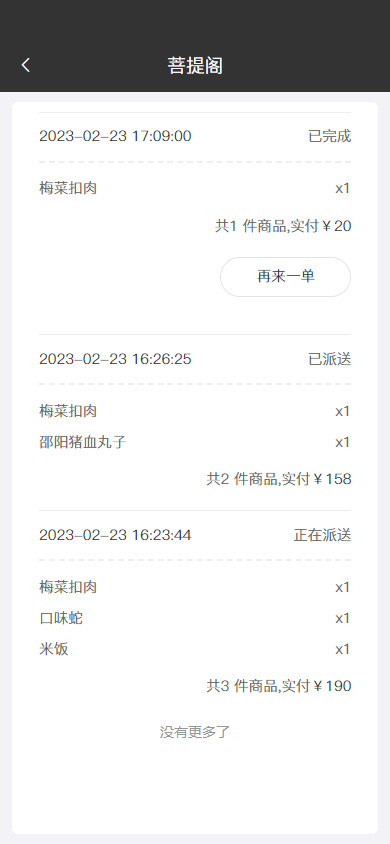 菩提阁
2023-02-23 17:09:00 已完成
梅菜扣肉 x1
共1 件商品,实付￥20
再来一单
2023-02-23 16:26:25 已派送
梅菜扣肉 x1
邵阳猪血丸子 x1
共2 件商品,实付￥158
2023-02-23 16:23:44 正在派送
梅菜扣肉 x1
口味蛇 x1
米饭 x1
共3 件商品,实付￥190
没有更多了